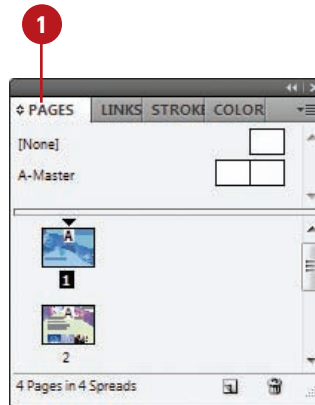 1
PAGES LINKS STROKE COLOR
[None]
A-Master
A
1
A
2
4 Pages in 4 Spreads